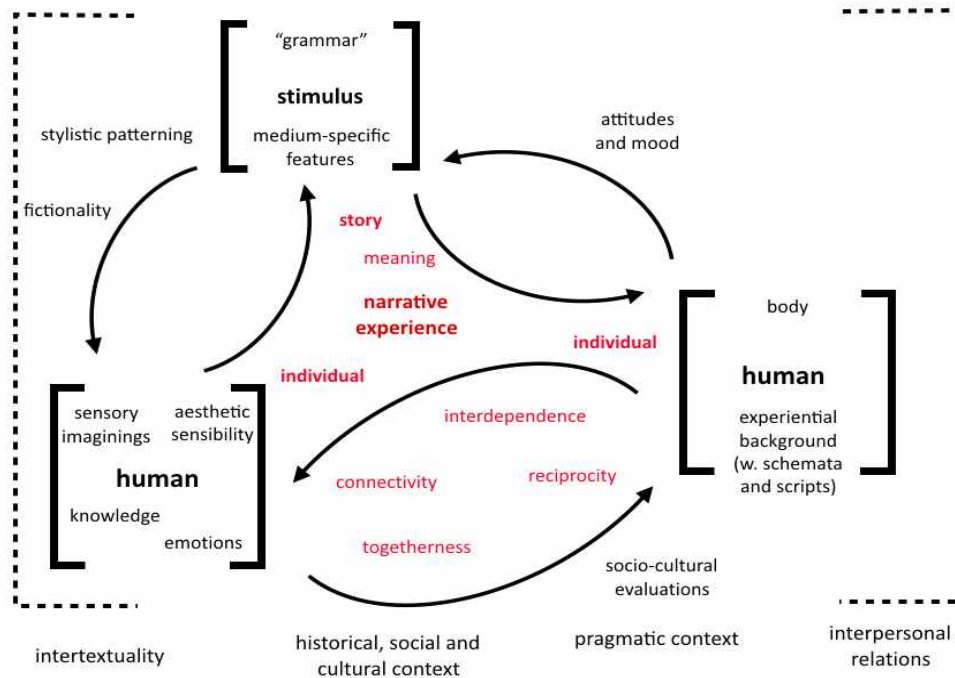 “grammar”
stimulus
medium-specific
features
stylistic patterning
fictionality
attitudes
and mood
story
meaning
narrative
experience
individual
individual
body
human
experiential
background
(w. schemata
and scripts)
sensory
imaginings
aesthetic
sensibility
human
knowledge
emotions
interdependence
connectivity
reciprocity
togetherness
socio-cultural
evaluations
intertextuality
historical, social and
cultural context
pragmatic context
interpersonal
relations